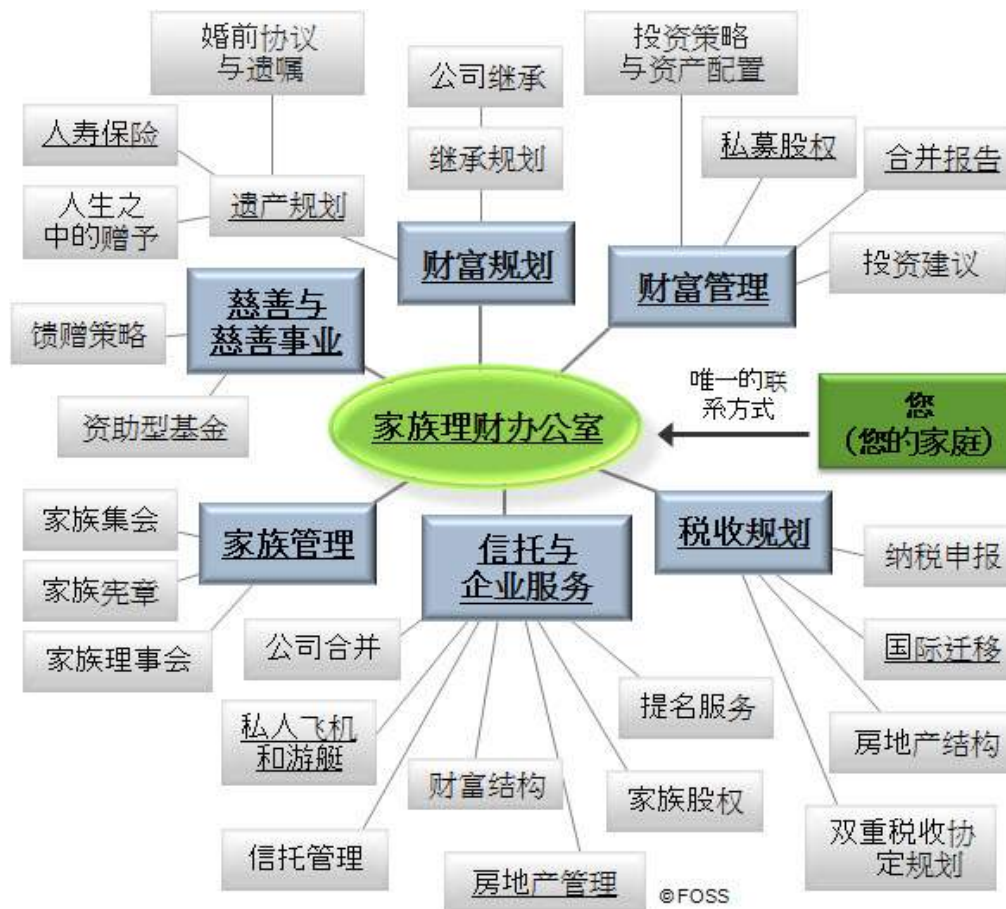 婚前协议
与遗嘱
公司继承
投资策略
与资产配置
人寿保险
继承规划
私募股权
合并报告
人生之
中的赠予
遗产规划
财富规划
财富管理
投资建议
馈赠策略
慈善与
慈善事业
资助型基金
家族理财办公室
唯一的联
系方式
您
(您的家庭)
家族集会
家族管理
信托与
企业服务
税收规划
纳税申报
家族宪章
家族理事会
公司合并
国际迁移
私人飞机
和游艇
提名服务
房地产结构
财富结构
家族股权
信托管理
双重税收协
定规划
房地产管理
©FOSS